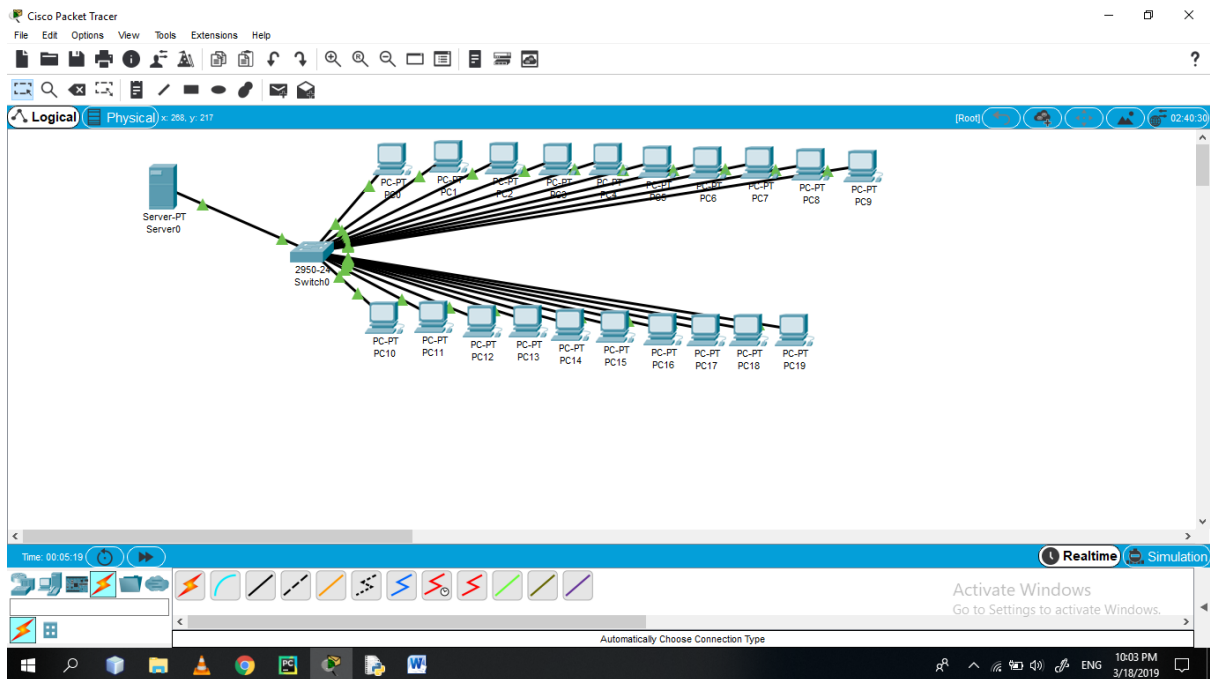 Cisco Packet Tracer
File Edit Options View Tools Extensions Help
?
Logical Physical x: 268, y: 217 [Root] 02:40:30
Server-PT
Server0
2950-24
Switch0
PC-PT
PC0
PC-PT
PC1
PC-PT
PC2
PC-PT
PC3
PC-PT
PC4
PC-PT
PC5
PC-PT
PC6
PC-PT
PC7
PC-PT
PC8
PC-PT
PC9
PC-PT
PC10
PC-PT
PC11
PC-PT
PC12
PC-PT
PC13
PC-PT
PC14
PC-PT
PC15
PC-PT
PC16
PC-PT
PC17
PC-PT
PC18
PC-PT
PC19
Time: 00:05:19 Realtime Simulation
Activate Windows
Go to Settings to activate Windows.
Automatically Choose Connection Type
ENG 10:03 PM
3/18/2019